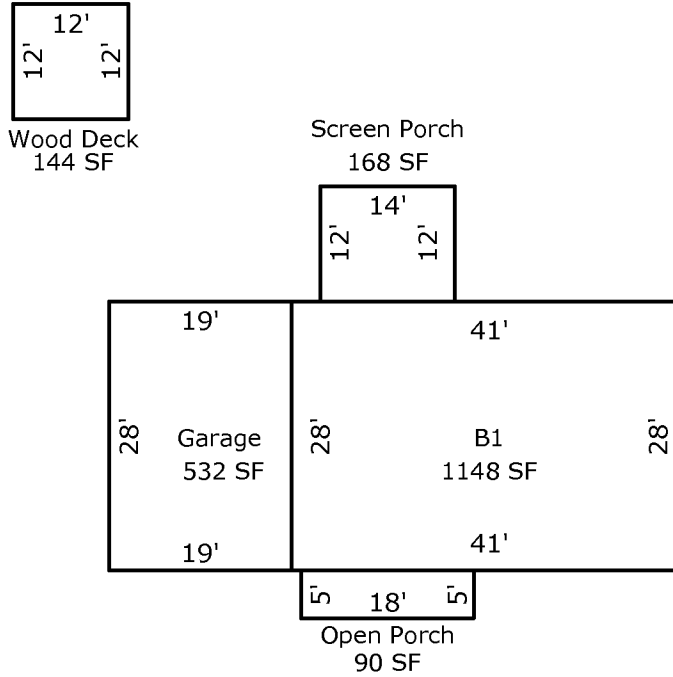 12'
12' 12'
Wood Deck
144 SF
Screen Porch
168 SF
14'
12' 12'
19' 41'
28' Garage 28' B1 28'
532 SF 1148 SF
19' 41'
5' 18' 5'
Open Porch
90 SF